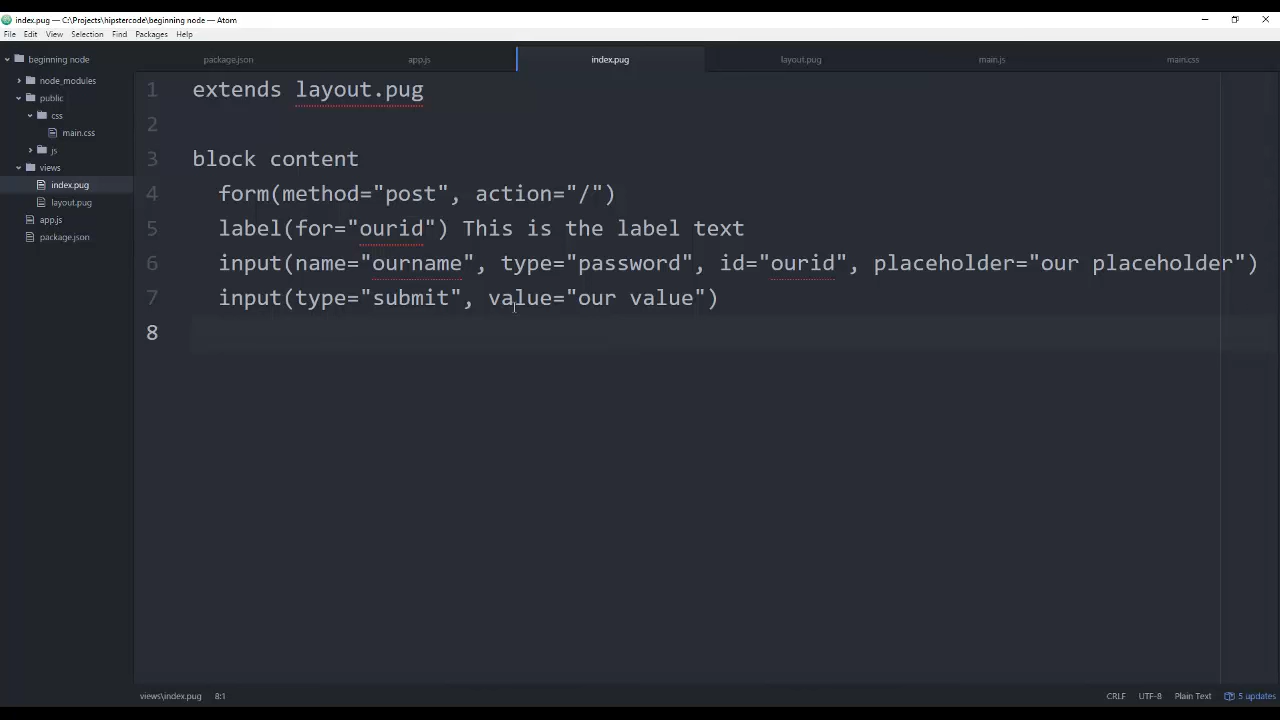 index.pug — C:\Projects\hipstercode\beginning node — Atom
File Edit View Selection Find Packages Help
beginning node
node_modules
public
css
main.css
js
views
index.pug
layout.pug
app.js
package.json
package.json app.js index.pug layout.pug main.js main.css
1 extends layout.pug
2
3 block content
4 form(method="post", action="/")
5 label(for="ourid") This is the label text
6 input(name="ourname", type="password", id="ourid", placeholder="our placeholder")
7 input(type="submit", value="our value")
8
views\index.pug 8:1 CRLF UTF-8 Plain Text 5 updates